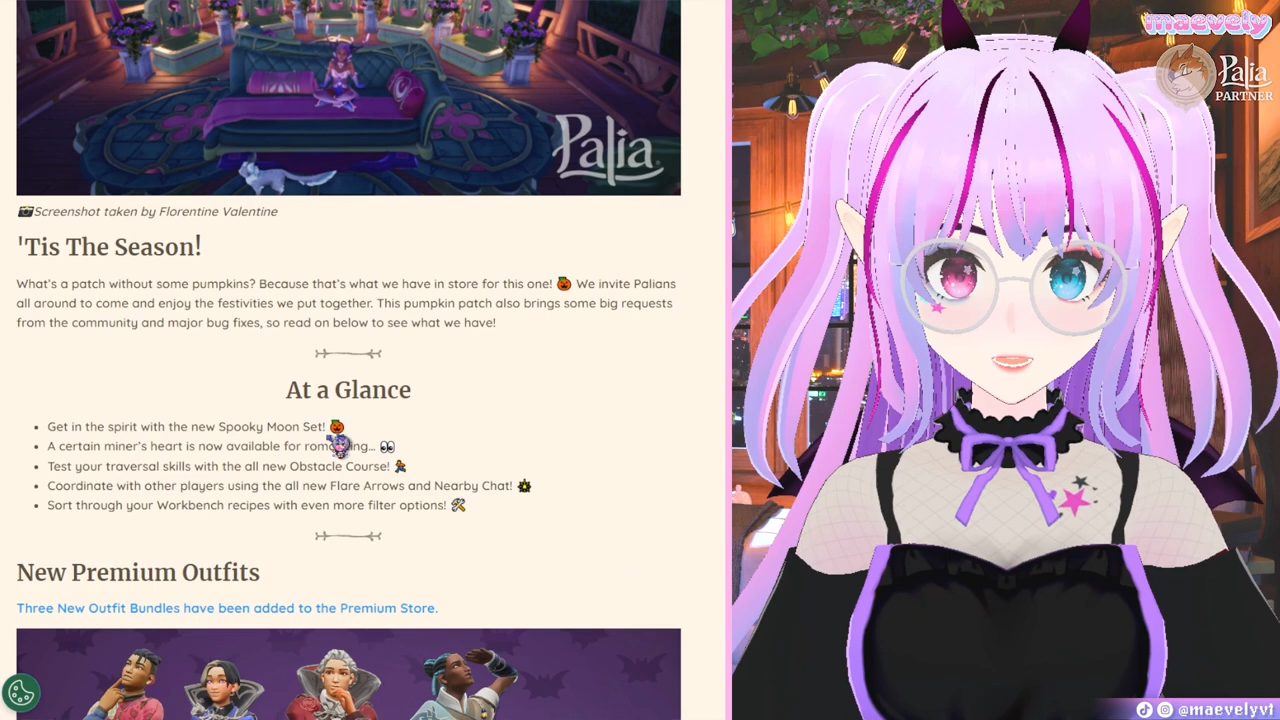 Palia
Screenshot taken by Florentine Valentine
'Tis The Season!
What's a patch without some pumpkins? Because that's what we have in store for this one! 🎃 We invite Palians
all around to come and enjoy the festivities we put together. This pumpkin patch also brings some big requests
from the community and major bug fixes, so read on below to see what we have!
At a Glance
Get in the spirit with the new Spooky Moon Set! 🎃
A certain miner's heart is now available for ... 👀
Test your traversal skills with the all new Obstacle Course!
Coordinate with other players using the all new Flare Arrows and Nearby Chat!
Sort through your Workbench recipes with even more filter options!
New Premium Outfits
Three New Outfit Bundles have been added to the Premium Store.
maevely
Palia
PARTNER
@maevelyvt